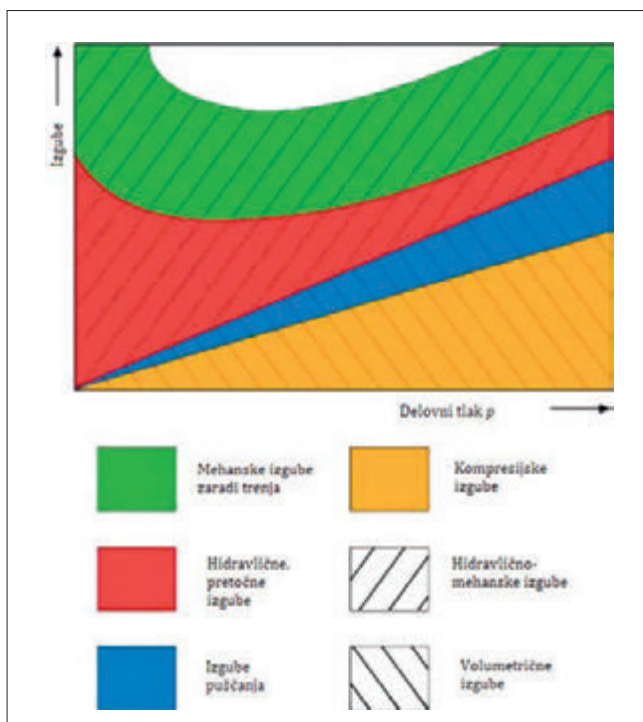 Izgube
Delovni tlak p
Mehanske izgube
zaradi trenja
Kompresijske
izgube
Hidravlične,
pretočne
izgube
Hidravlično-
mehanske izgube
Izgube
puščanja
Volumetrične
izgube